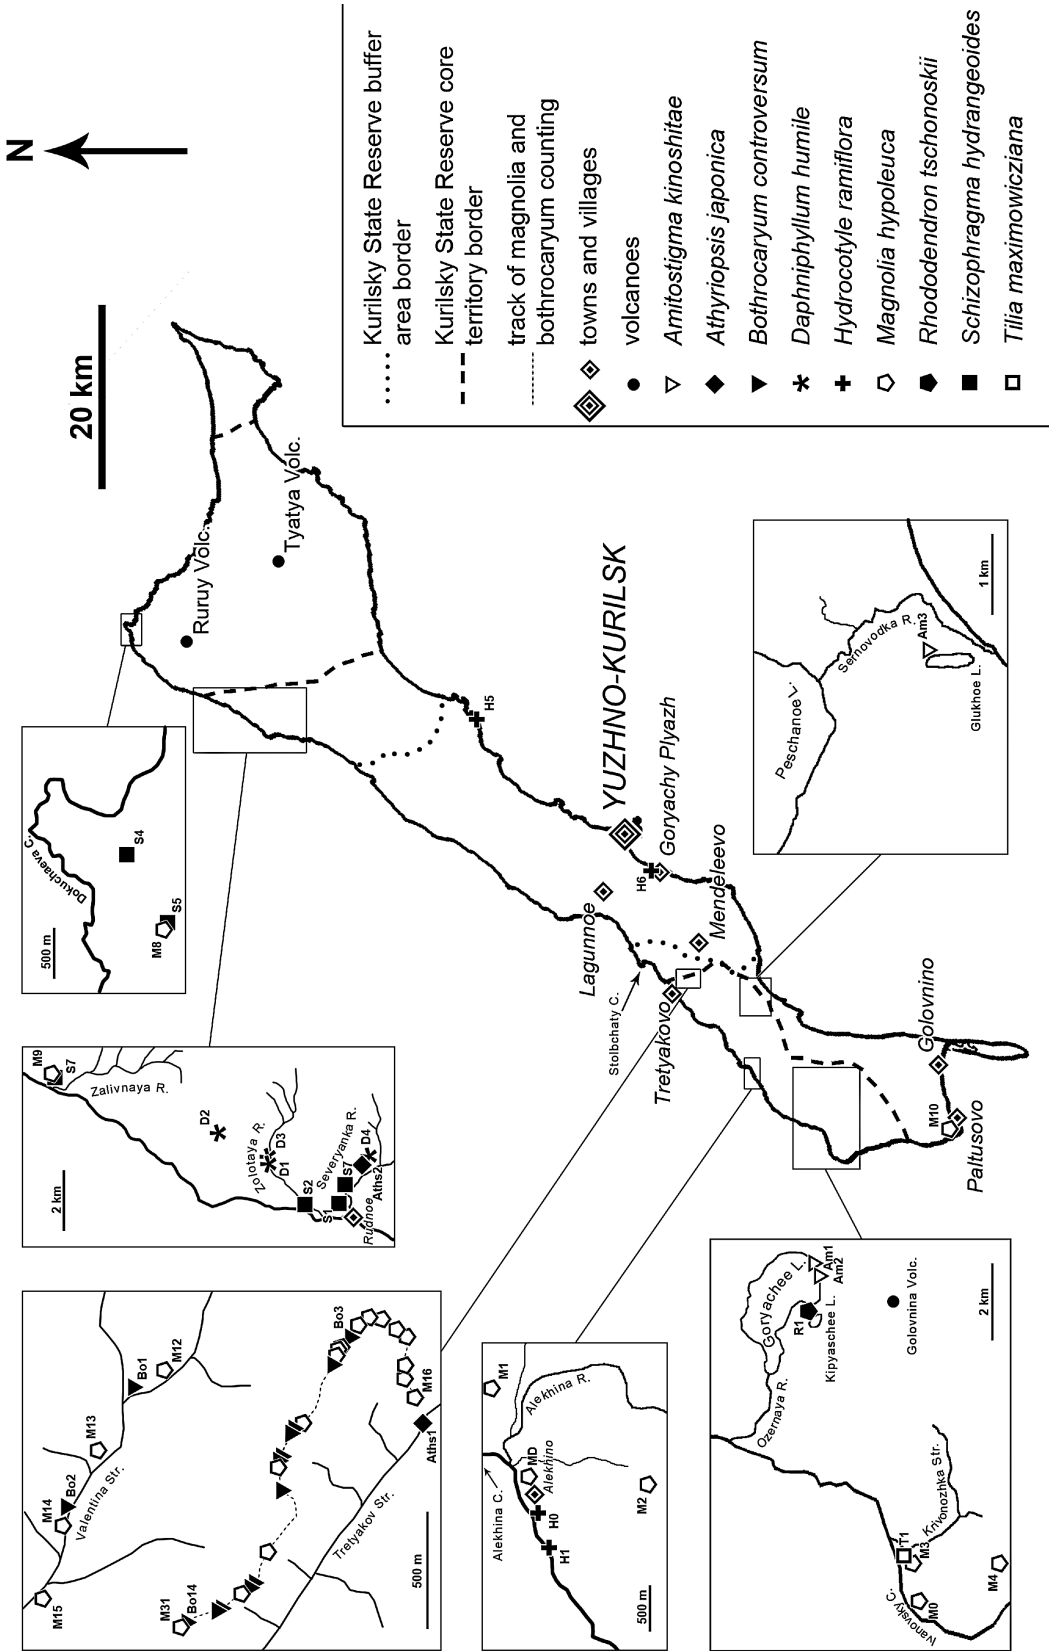 N
20 km
Kurilsky State Reserve buffer
area border
Kurilsky State Reserve core
territory border
track of magnolia and
bothrocaryum counting
towns and villages
volcanoes
Amitostigma kinoshitae
Athyriopsis japonica
Bothrocaryum controversum
Daphniphyllum humile
Hydrocotyle ramiflora
Magnolia hypoleuca
Rhododendron tschonoskii
Schizophragma hydrangeoides
Tilia maximowicziana
Ruruy Volc.
Tyatya Volc.
H5
YUZHNO-KURILSK
Goryachy Plyazh
H6
Lagunnoe
Mendeleevo
Stolbchaty C.
Tretyakovo
Golovnino
M10
Paltusovo
500 m
Dokuchaeva C.
S4
S5
M8
2 km
M9
S7
Zalivnaya R.
D2
Zolotaya R.
D3
D1
S2
Severyanka R.
S1
S7
D4
Aths2
Rudnoe
M15
M14
Bo2
Valentina Str.
M13
Bo1
M12
Bo3
M16
Aths1
Tretyakov Str.
M31
Bo14
500 m
Alekhina C.
M1
Alekhina R.
MD
Alekhino
H0
H1
M2
500 m
Goryachee L.
Am1
Am2
R1
Kipyaschee L.
Ozernaya R.
Golovnina Volc.
Krivonozhka Str.
T1
M3
M0
Ivanovsky C.
M4
2 km
Peschanoe L.
Sernovodka R.
Am3
Glukhoe L.
1 km